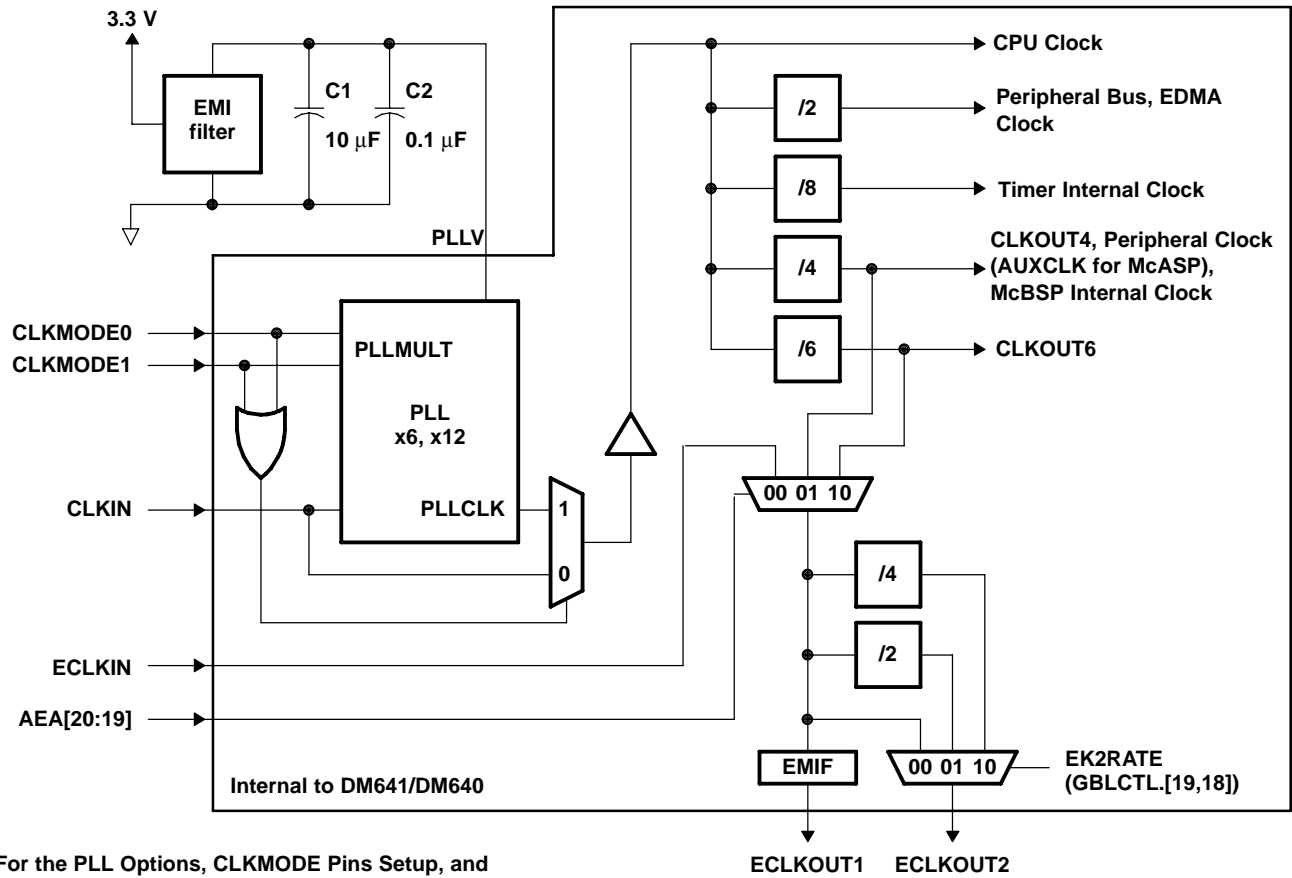 3.3 V
CPU Clock
EMI
filter
C1
C2
10 μF
0.1 μF
/2
Peripheral Bus, EDMA
Clock
/8
Timer Internal Clock
PLLV
/4
CLKOUT4, Peripheral Clock
(AUXCLK for McASP),
McBSP Internal Clock
CLKMODE0
CLKMODE1
PLLMULT
/6
CLKOUT6
PLL
x6, x12
00 01 10
CLKIN
PLLCLK
1
0
/4
/2
ECLKIN
AEA[20:19]
EMIF
00 01 10
EK2RATE
(GBLCTL.[19,18])
Internal to DM641/DM640
ECLKOUT1
ECLKOUT2
For the PLL Options, CLKMODE Pins Setup, and